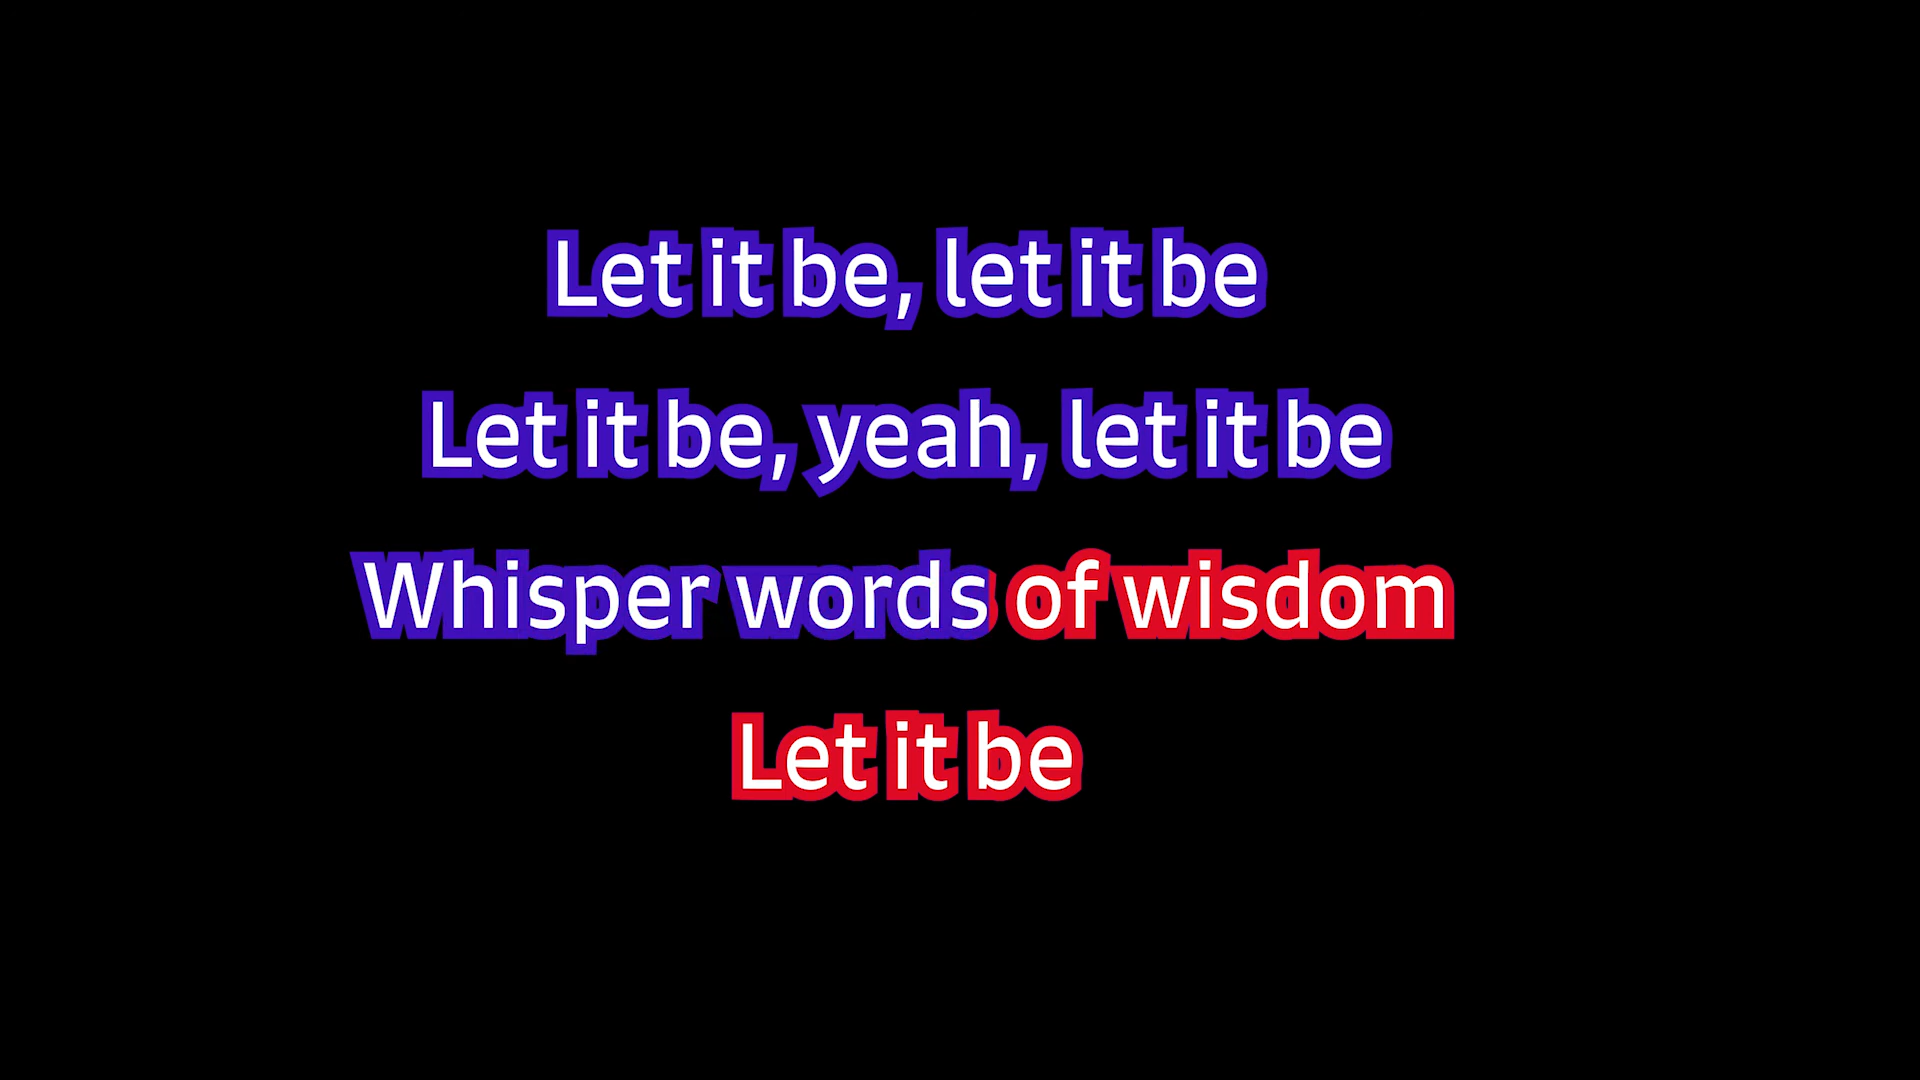 Let it be, let it be
Let it be, yeah, let it be
Whisper words of wisdom
Let it be